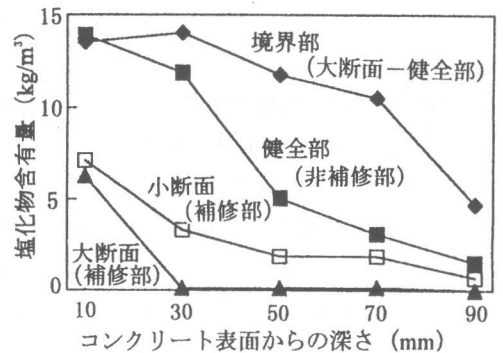 塩化物含有量 (kg/m³)
15
10
5
0
境界部
(大断面－健全部)
健全部
(非補修部)
小断面
(補修部)
大断面
(補修部)
10 30 50 70 90
コンクリート表面からの深さ (mm)